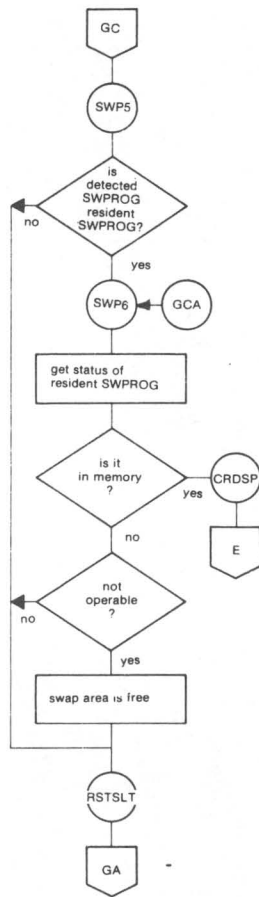 GC
SWP5
is
detected
SWPROG
resident
SWPROG?
no
yes
SWP6
GCA
get status of
resident SWPROG
is it
in memory
?
yes
CRDSP
no
E
not
operable
?
no
yes
swap area is free
RSTSLT
GA